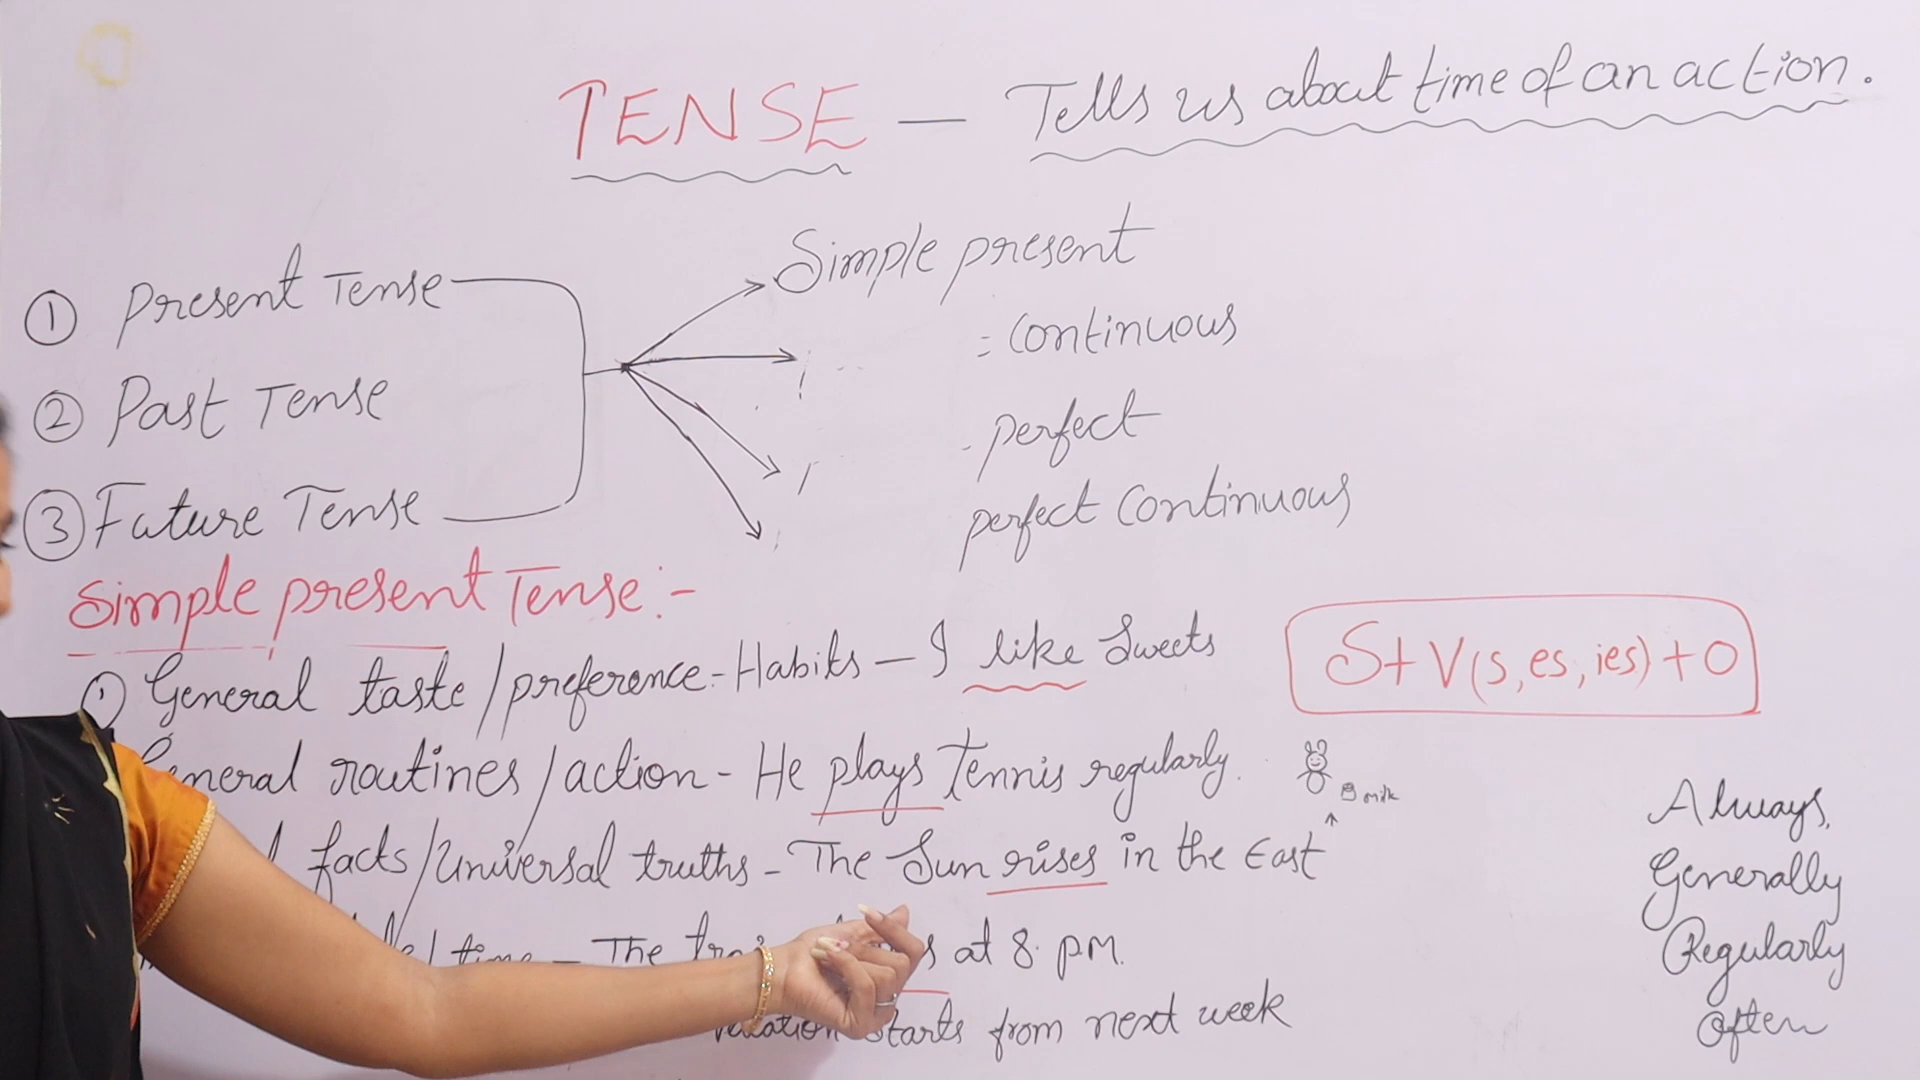 TENSE — Tells us about time of an action.
① Present Tense
② Past Tense
③ Future Tense
Simple present
= continuous
perfect
perfect continuous
Simple present Tense :-
① General taste / preference - Habits – I like Sweets
S + V(s, es, ies) + O
routines / action - He plays Tennis regularly.
milk
facts / Universal truths - The Sun rises in the East
time – The at 8 pm.
starts from next week
Always,
Generally
Regularly
Often